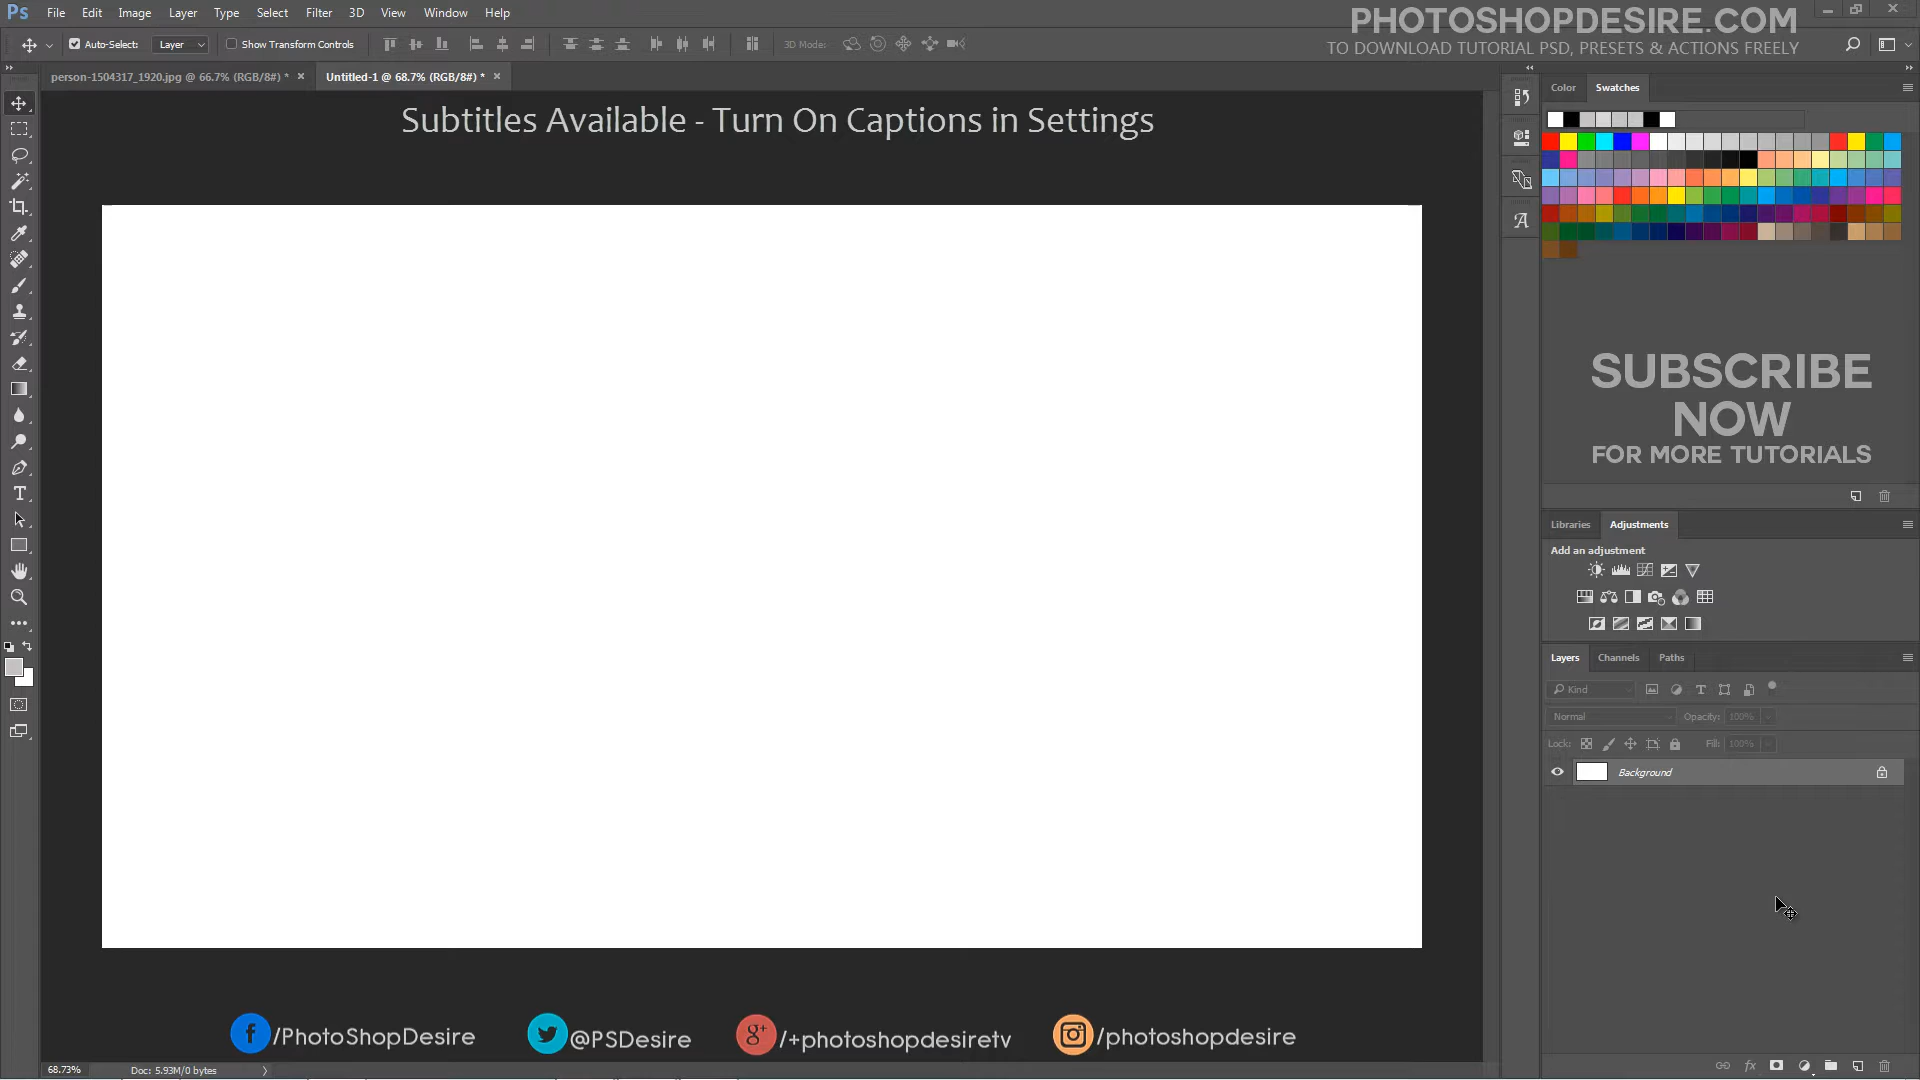 Ps File Edit Image Layer Type Select Filter 3D View Window Help
PHOTOSHOPDESIRE.COM
TO DOWNLOAD TUTORIAL PSD, PRESETS & ACTIONS FREELY
Auto-Select: Layer Show Transform Controls 3D Mode:
person-1504317_1920.jpg @ 66.7% (RGB/8#) * Untitled-1 @ 68.7% (RGB/8#) *
Subtitles Available - Turn On Captions in Settings
Color Swatches
SUBSCRIBE
NOW
FOR MORE TUTORIALS
Libraries Adjustments
Add an adjustment
Layers Channels Paths
Kind
Normal Opacity: 100%
Lock: Fill: 100%
Background
/PhotoShopDesire @PSDesire /+photoshopdesiretv /photoshopdesire
68.73% Doc: 5.93M/0 bytes